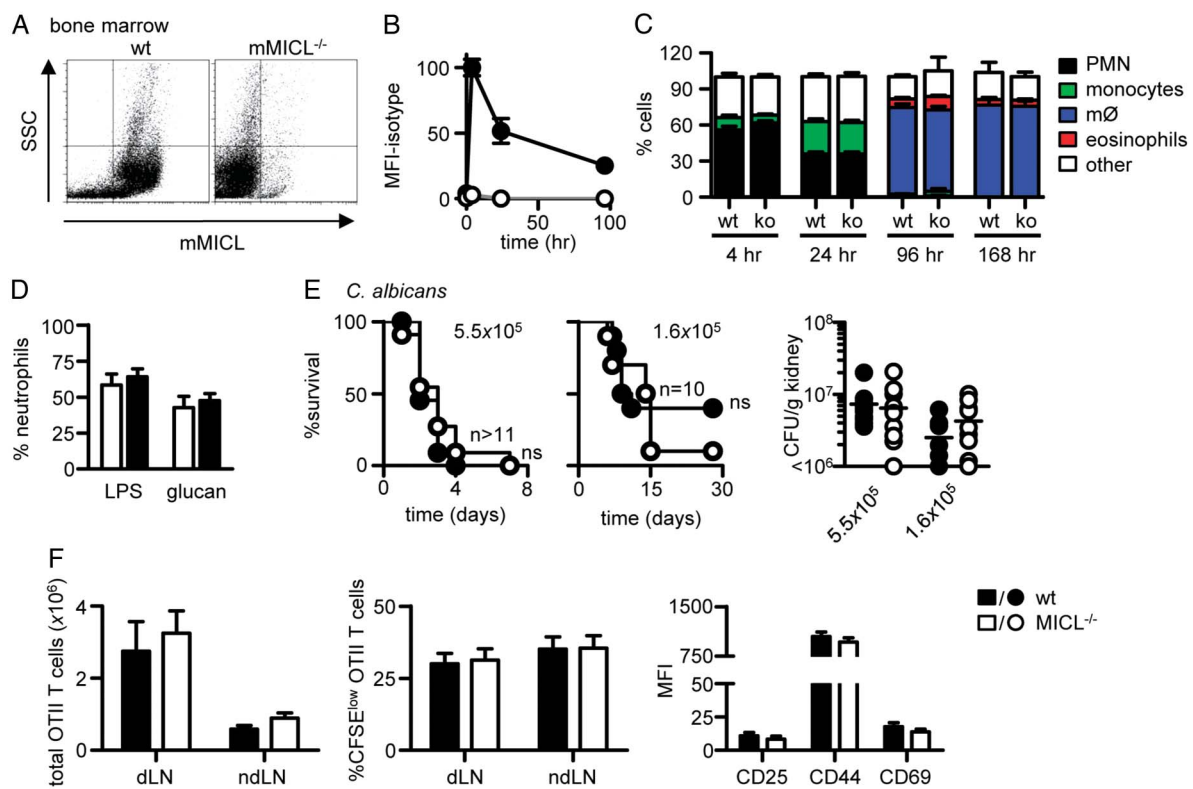 A
bone marrow
wt
mMICL-/-
SSC
mMICL
B
MFI-isotype
100
50
0
0
50
100
time (hr)
C
% cells
120
90
60
30
0
wt ko
wt ko
wt ko
wt ko
4 hr
24 hr
96 hr
168 hr
PMN
monocytes
mØ
eosinophils
other
D
% neutrophils
100
75
50
25
0
LPS
glucan
E
C. albicans
%survival
100
50
0
5.5x10⁵
n>11
ns
0
4
8
time (days)
1.6x10⁵
n=10
ns
0
15
30
time (days)
CFU/g kidney
10⁸
10⁷
<10⁶
5.5x10⁵
1.6x10⁵
F
total OTII T cells (x10⁶)
4
2
0
dLN
ndLN
%CFSElow OTII T cells
50
25
0
dLN
ndLN
MFI
1500
750
50
25
0
CD25
CD44
CD69
/ wt
/ MICL-/-